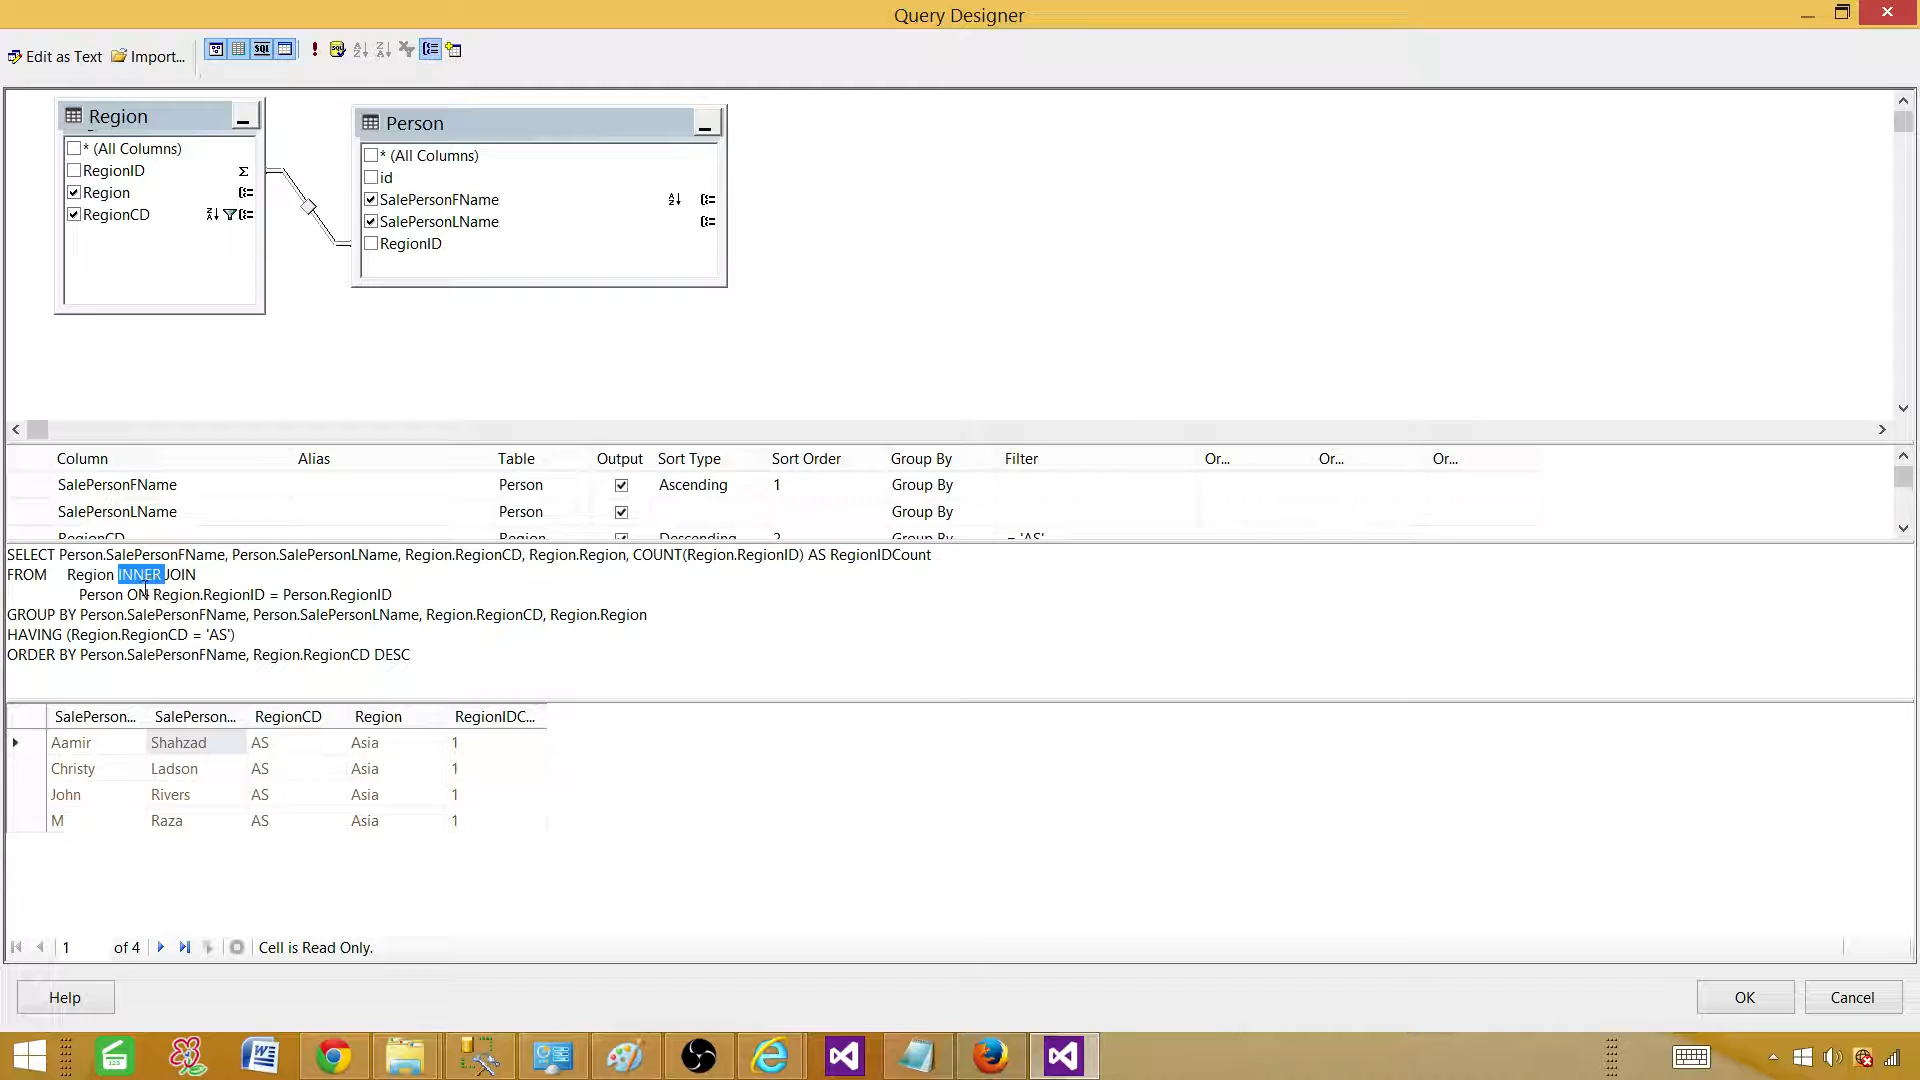 Query Designer
Edit as Text Import...
Region
* (All Columns)
RegionID
Region
RegionCD
Person
* (All Columns)
id
SalePersonFName
SalePersonLName
RegionID
Column Alias Table Output Sort Type Sort Order Group By Filter Or... Or... Or...
SalePersonFName Person Ascending 1 Group By
SalePersonLName Person Group By
RegionCD Region Descending 2 = 'AS'
SELECT Person.SalePersonFName, Person.SalePersonLName, Region.RegionCD, Region.Region, COUNT(Region.RegionID) AS RegionIDCount
FROM Region INNER JOIN
Person ON Region.RegionID = Person.RegionID
GROUP BY Person.SalePersonFName, Person.SalePersonLName, Region.RegionCD, Region.Region
HAVING (Region.RegionCD = 'AS')
ORDER BY Person.SalePersonFName, Region.RegionCD DESC
SalePerson... SalePerson... RegionCD Region RegionIDC...
Aamir Shahzad AS Asia 1
Christy Ladson AS Asia 1
John Rivers AS Asia 1
M Raza AS Asia 1
1 of 4 Cell is Read Only.
Help OK Cancel